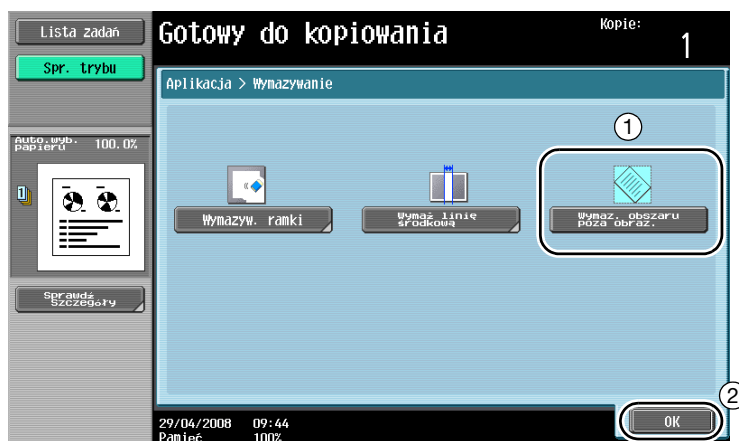 Lista zadań
Spr. trybu
Gotowy do kopiowania
Kopie:
1
Aplikacja > Wymazywanie
Auto.wyb.
papieru
100.0%
1
Sprawdź
Szczegóły
1
Wymazyw. ramki
Wymaż linię
środkową
Wymaz. obszaru
poza obraz.
2
OK
29/04/2008 09:44
Pamięć 100%